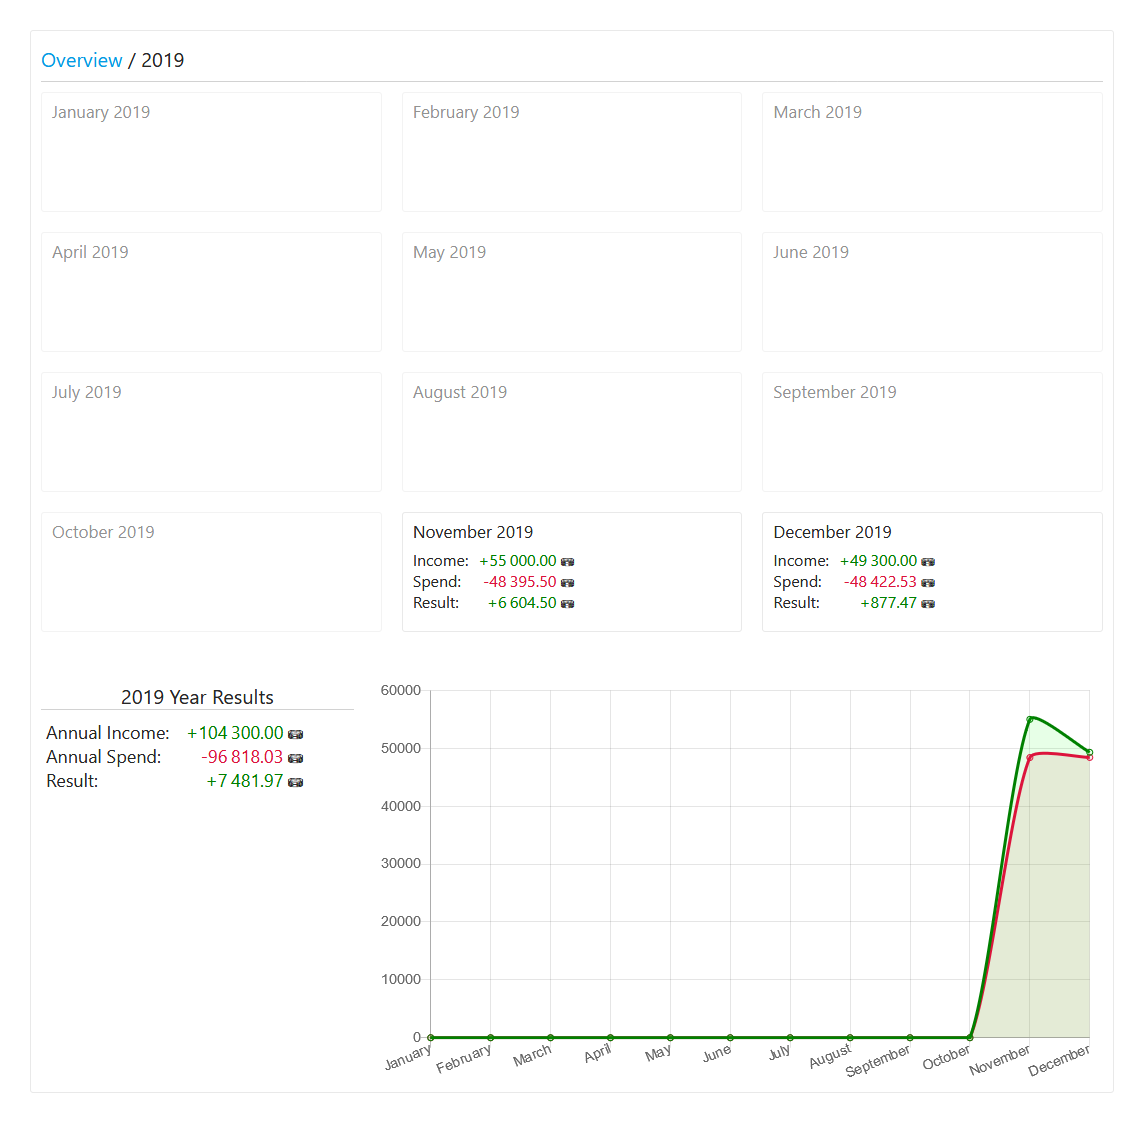 Overview / 2019
January 2019
February 2019
March 2019
April 2019
May 2019
June 2019
July 2019
August 2019
September 2019
October 2019
November 2019
Income: +55 000.00
Spend: -48 395.50
Result: +6 604.50
December 2019
Income: +49 300.00
Spend: -48 422.53
Result: +877.47
2019 Year Results
Annual Income: +104 300.00
Annual Spend: -96 818.03
Result: +7 481.97
60000
50000
40000
30000
20000
10000
0
January
February
March
April
May
June
July
August
September
October
November
December